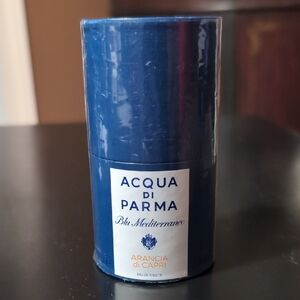 ACQUA
DI
PARMA
Blu Mediterraneo
ARANCIA
di CAPRI